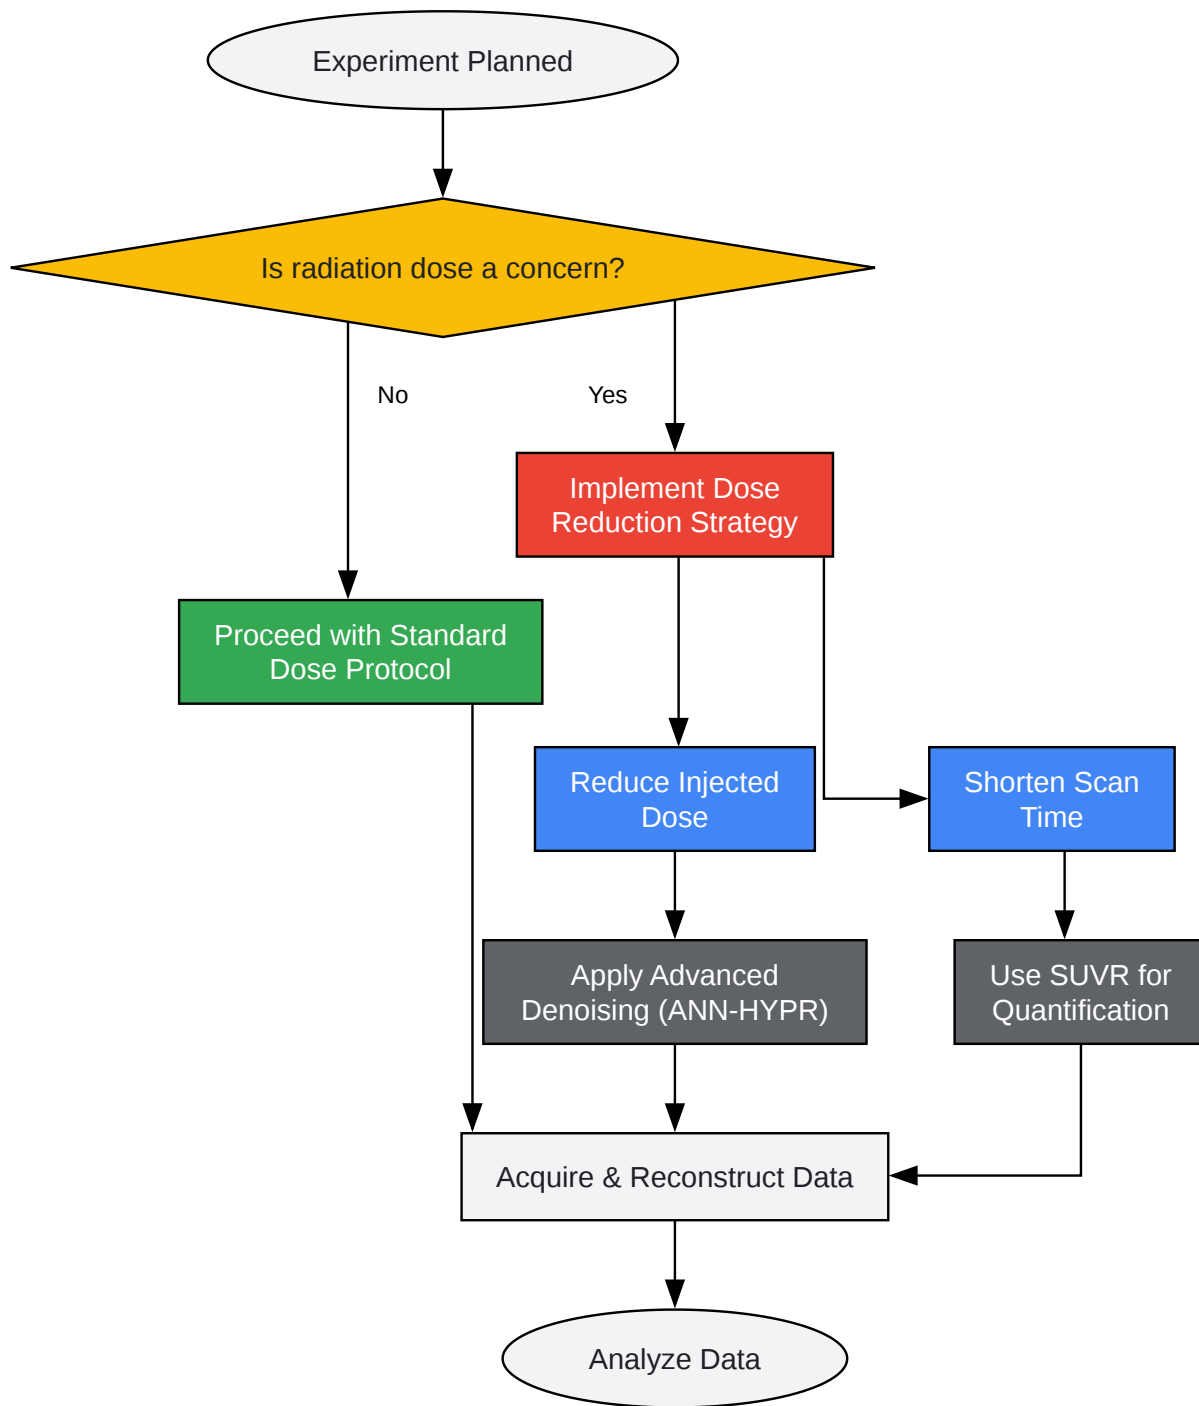 Experiment Planned
Is radiation dose a concern?
No
Yes
Implement Dose
Reduction Strategy
Proceed with Standard
Dose Protocol
Reduce Injected
Dose
Shorten Scan
Time
Apply Advanced
Denoising (ANN-HYPR)
Use SUVR for
Quantification
Acquire & Reconstruct Data
Analyze Data